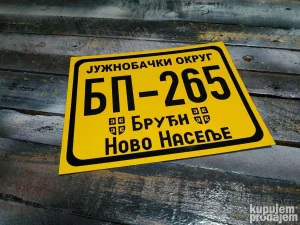 ЈУЖНОБАЧКИ ОКРУГ
БП-265
БРУЋИ
НОВО НАСЕЉЕ
kupujem
prodajem